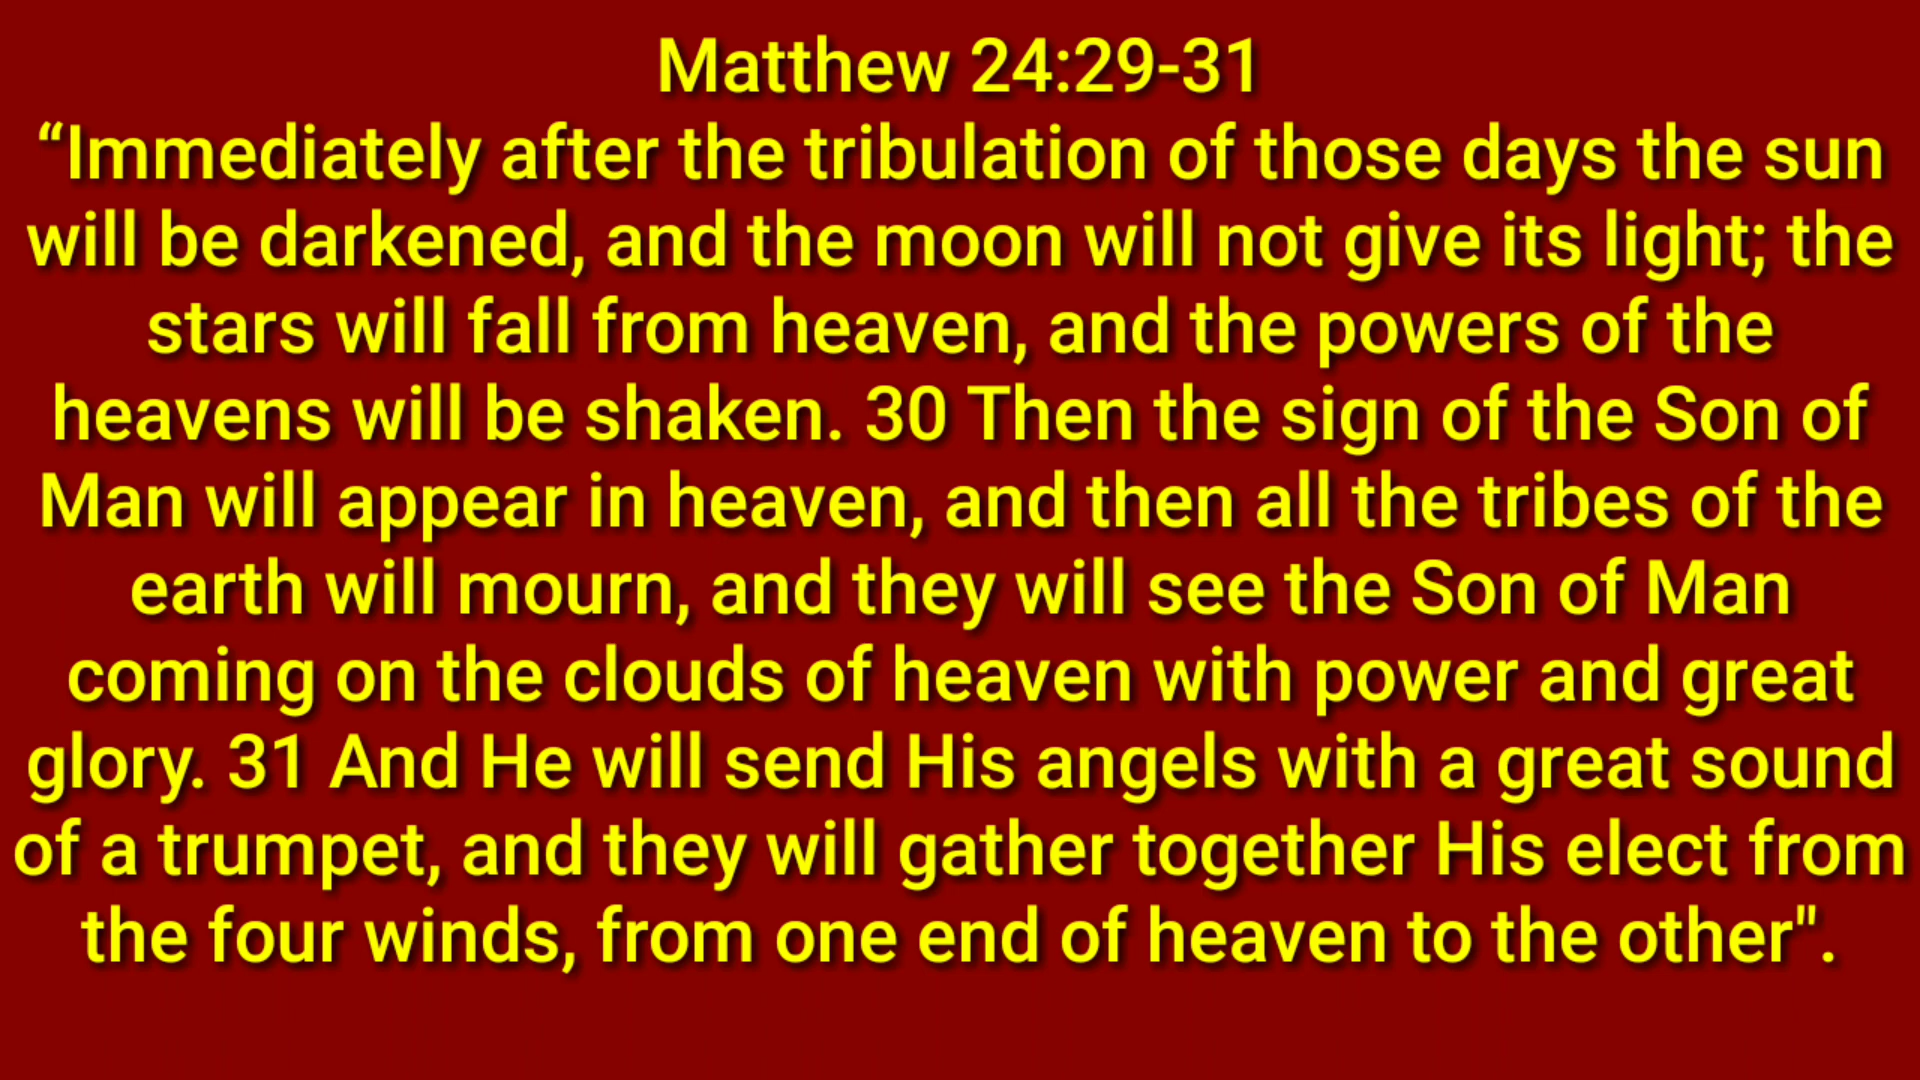 Matthew 24:29-31
“Immediately after the tribulation of those days the sun
will be darkened, and the moon will not give its light; the
stars will fall from heaven, and the powers of the
heavens will be shaken. 30 Then the sign of the Son of
Man will appear in heaven, and then all the tribes of the
earth will mourn, and they will see the Son of Man
coming on the clouds of heaven with power and great
glory. 31 And He will send His angels with a great sound
of a trumpet, and they will gather together His elect from
the four winds, from one end of heaven to the other".